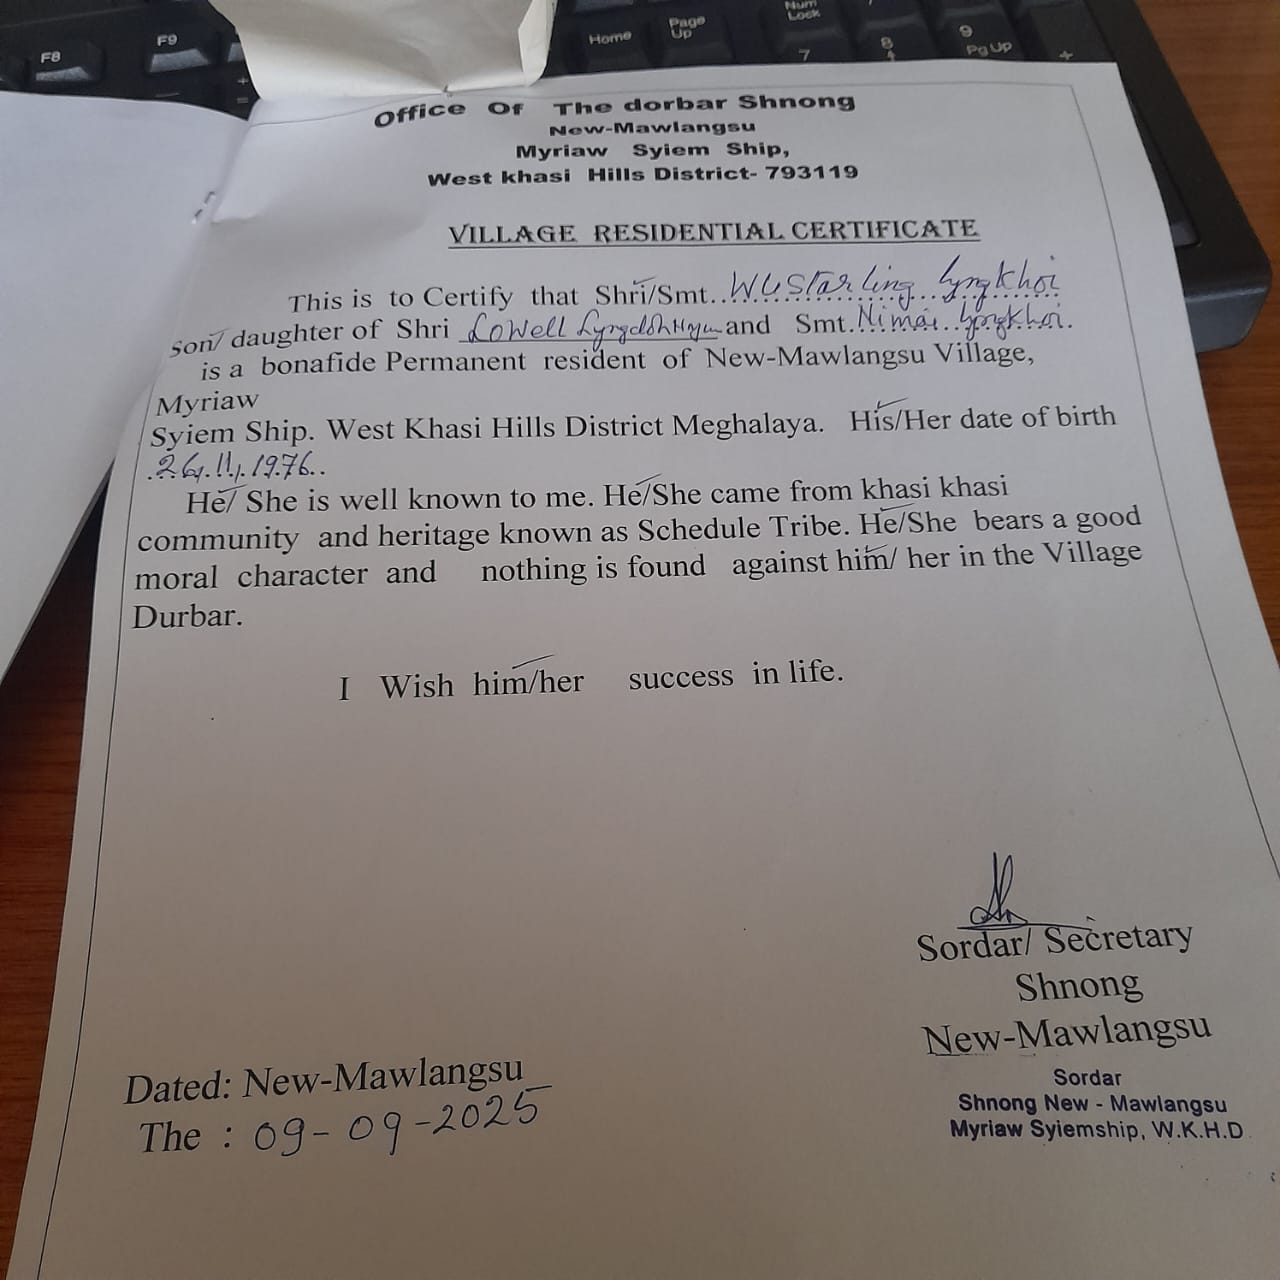 F8
F9
Home
Page Up
Num Lock
7
8
9
Pg Up
+
Office Of The dorbar Shnong
New-Mawlangsu
Myriaw Syiem Ship,
West khasi Hills District- 793119
VILLAGE RESIDENTIAL CERTIFICATE
This is to Certify that Shri/Smt..Wustarling Lyngkhoi
son/ daughter of Shri Lowell and Smt.Nimai Lyngkhoi.
is a bonafide Permanent resident of New-Mawlangsu Village,
Myriaw
Syiem Ship. West Khasi Hills District Meghalaya. His/Her date of birth
26.11.1976..
He/ She is well known to me. He/She came from khasi khasi
community and heritage known as Schedule Tribe. He/She bears a good
moral character and nothing is found against him/ her in the Village
Durbar.
I Wish him/her success in life.
Sordar/ Secretary
Shnong
New-Mawlangsu
Sordar
Shnong New - Mawlangsu
Myriaw Syiemship, W.K.H.D
Dated: New-Mawlangsu
The : 09-09-2025